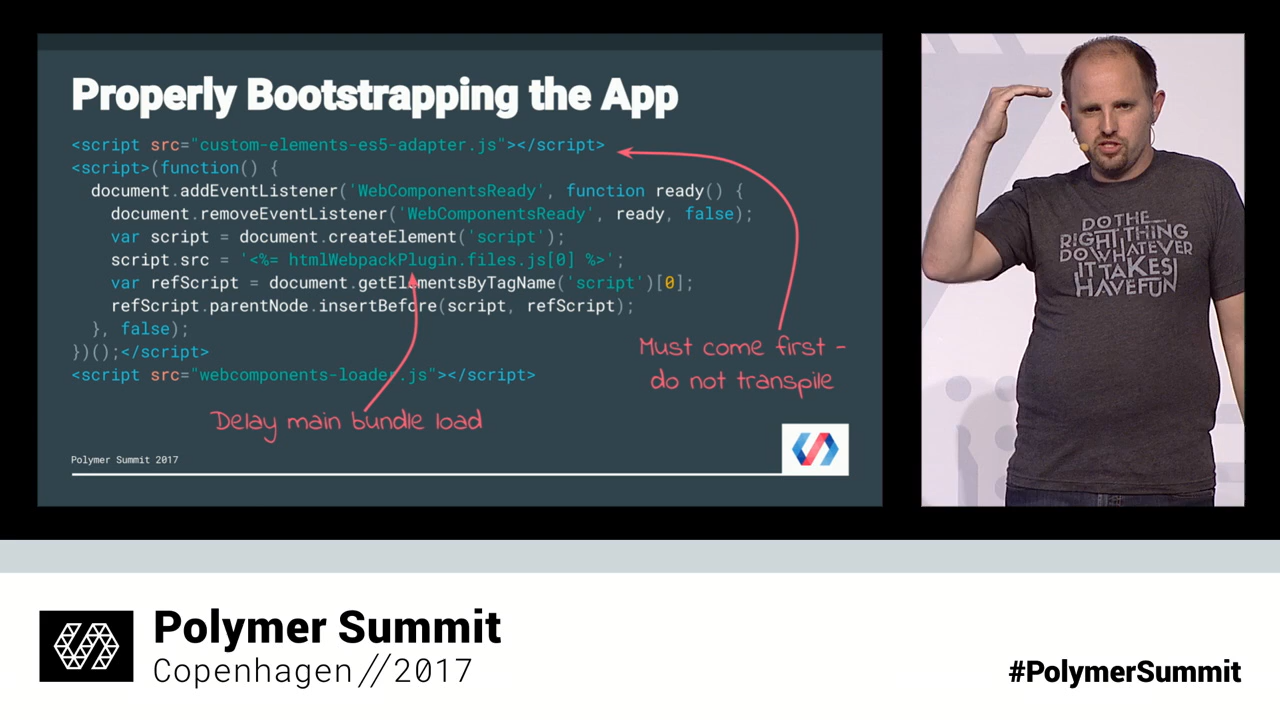 Properly Bootstrapping the App
<script src="custom-elements-es5-adapter.js"></script>
<script>(function() {
document.addEventListener('WebComponentsReady', function ready() {
document.removeEventListener('WebComponentsReady', ready, false);
var script = document.createElement('script');
script.src = '<%= htmlWebpackPlugin.files.js[0] %>';
var refScript = document.getElementsByTagName('script')[0];
refScript.parentNode.insertBefore(script, refScript);
}, false);
})();</script>
<script src="webcomponents-loader.js"></script>
Must come first -
do not transpile
Delay main bundle load
Polymer Summit 2017
DO THE
RIGHT THING
DO WHATEVER
IT TAKES
HAVE FUN
Polymer Summit
Copenhagen//2017
#PolymerSummit